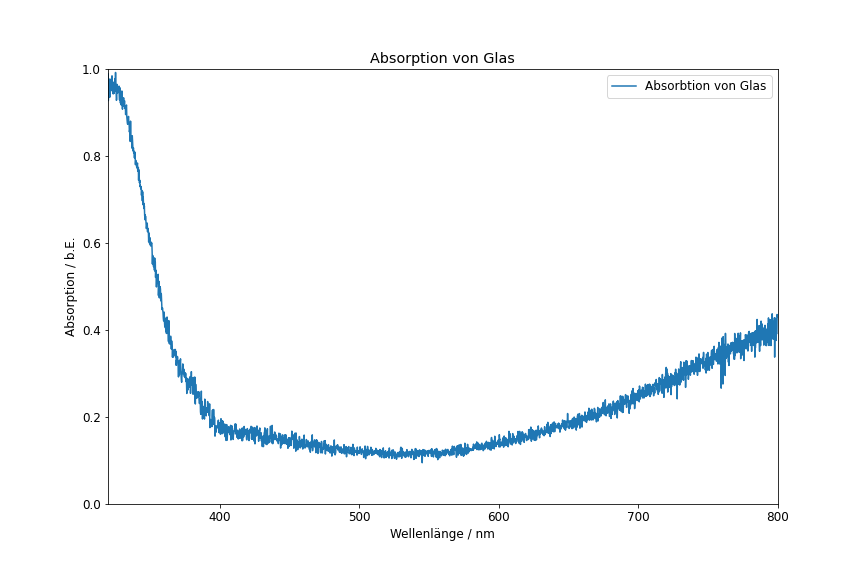 Absorption von Glas
Absorbtion von Glas
1.0
0.8
0.6
0.4
0.2
0.0
Absorption / b.E.
400 500 600 700 800
Wellenlänge / nm